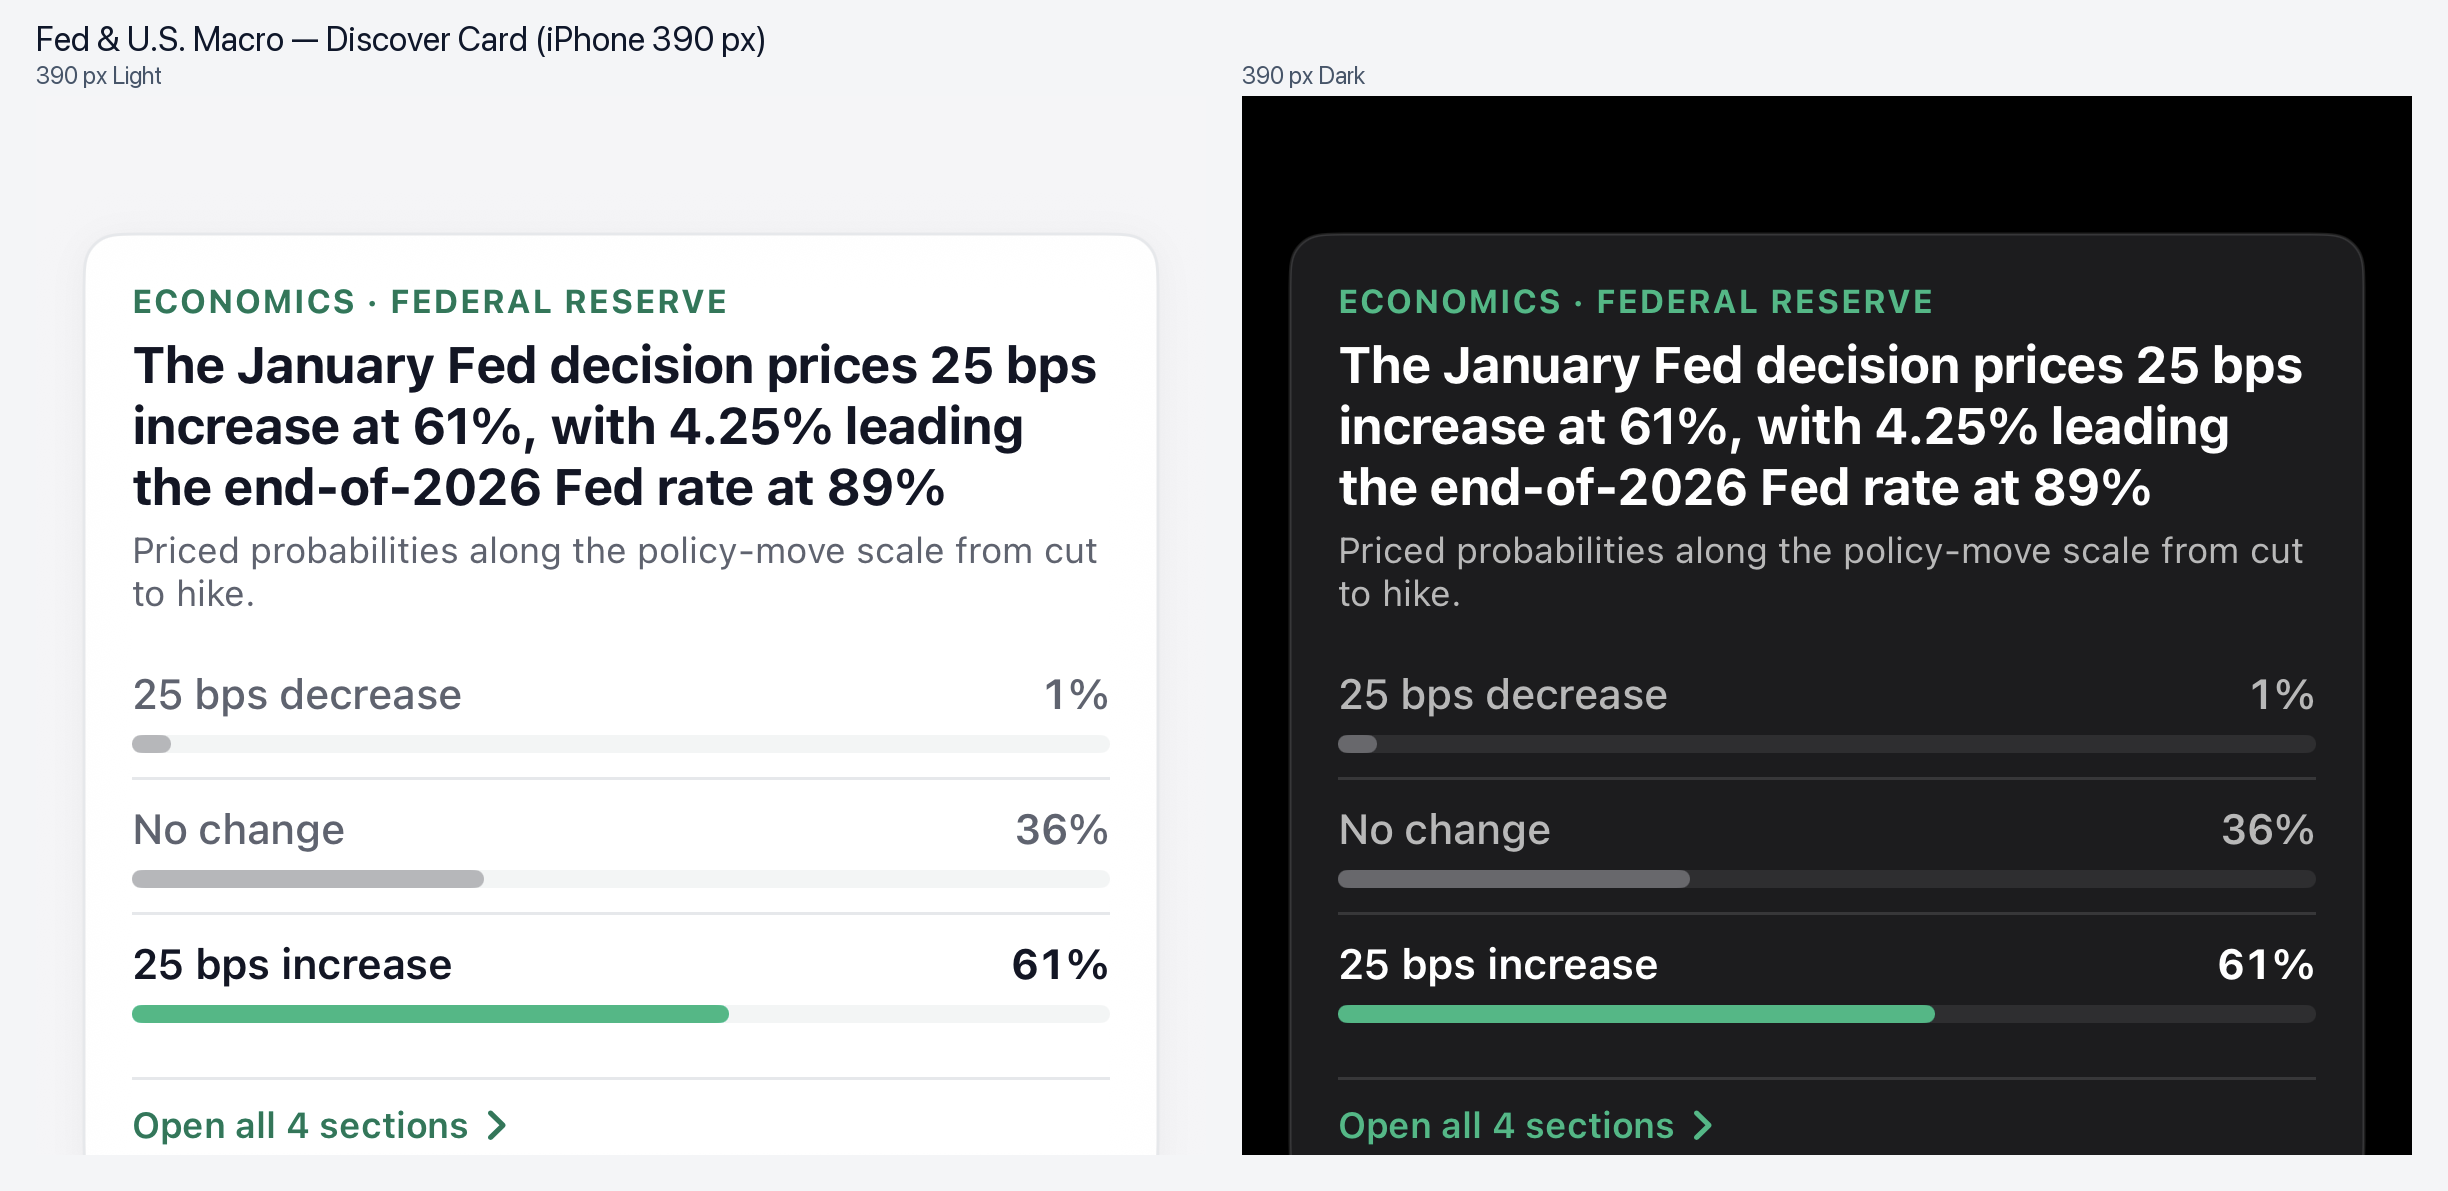 Fed & U.S. Macro — Discover Card (iPhone 390 px)
390 px Light
ECONOMICS · FEDERAL RESERVE
The January Fed decision prices 25 bps
increase at 61%, with 4.25% leading
the end-of-2026 Fed rate at 89%
Priced probabilities along the policy-move scale from cut
to hike.
25 bps decrease 1%
No change 36%
25 bps increase 61%
Open all 4 sections
390 px Dark
ECONOMICS · FEDERAL RESERVE
The January Fed decision prices 25 bps
increase at 61%, with 4.25% leading
the end-of-2026 Fed rate at 89%
Priced probabilities along the policy-move scale from cut
to hike.
25 bps decrease 1%
No change 36%
25 bps increase 61%
Open all 4 sections